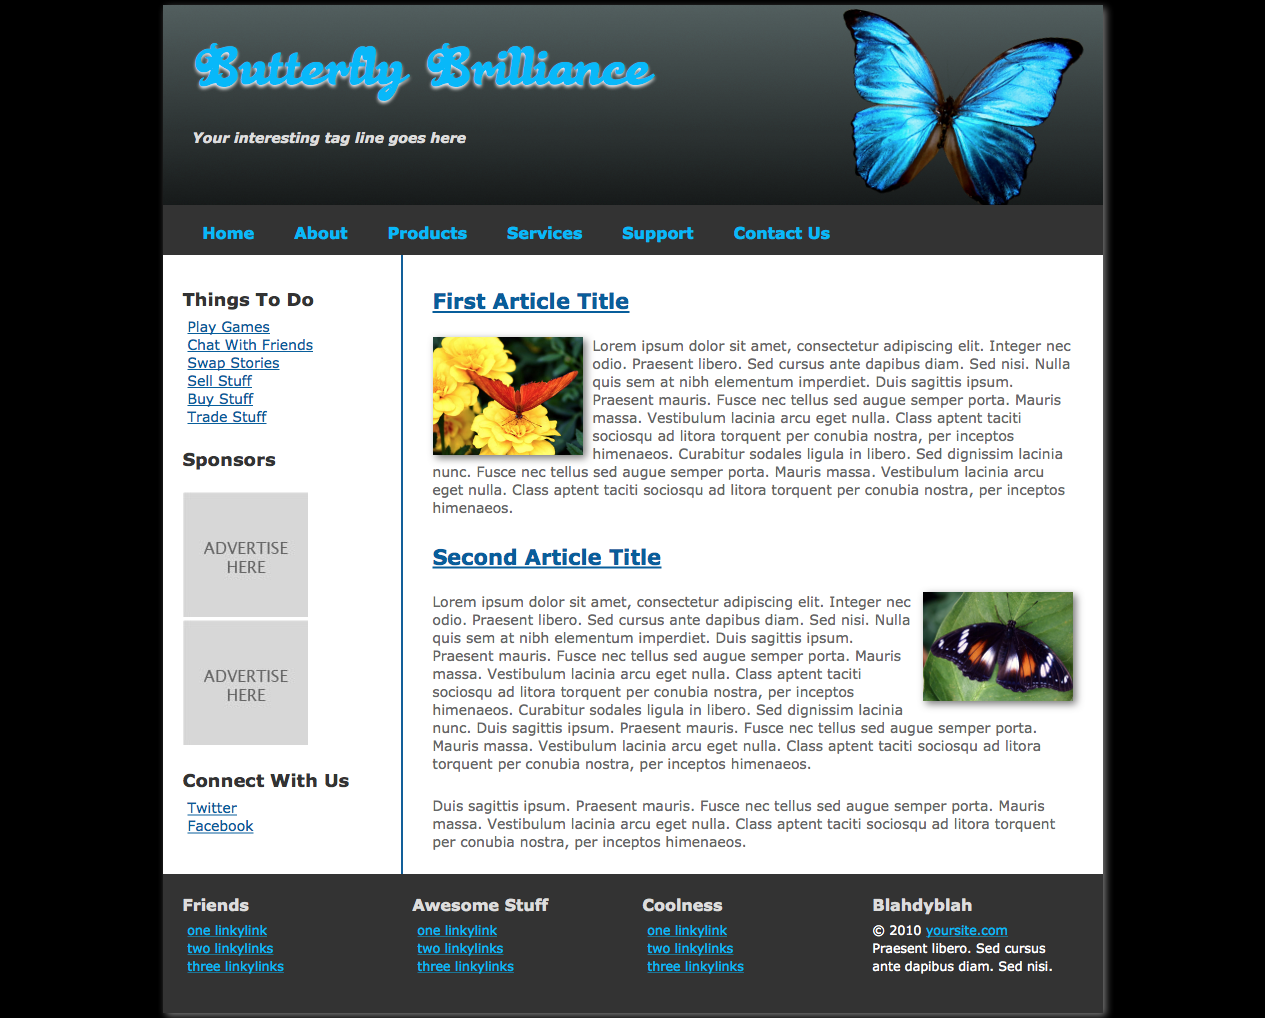 Butterfly Brilliance
Your interesting tag line goes here
Home About Products Services Support Contact Us
Things To Do
Play Games
Chat With Friends
Swap Stories
Sell Stuff
Buy Stuff
Trade Stuff
Sponsors
ADVERTISE
HERE
ADVERTISE
HERE
Connect With Us
Twitter
Facebook
First Article Title
Lorem ipsum dolor sit amet, consectetur adipiscing elit. Integer nec
odio. Praesent libero. Sed cursus ante dapibus diam. Sed nisi. Nulla
quis sem at nibh elementum imperdiet. Duis sagittis ipsum.
Praesent mauris. Fusce nec tellus sed augue semper porta. Mauris
massa. Vestibulum lacinia arcu eget nulla. Class aptent taciti
sociosqu ad litora torquent per conubia nostra, per inceptos
himenaeos. Curabitur sodales ligula in libero. Sed dignissim lacinia
nunc. Fusce nec tellus sed augue semper porta. Mauris massa. Vestibulum lacinia arcu
eget nulla. Class aptent taciti sociosqu ad litora torquent per conubia nostra, per inceptos
himenaeos.
Second Article Title
Lorem ipsum dolor sit amet, consectetur adipiscing elit. Integer nec
odio. Praesent libero. Sed cursus ante dapibus diam. Sed nisi. Nulla
quis sem at nibh elementum imperdiet. Duis sagittis ipsum.
Praesent mauris. Fusce nec tellus sed augue semper porta. Mauris
massa. Vestibulum lacinia arcu eget nulla. Class aptent taciti
sociosqu ad litora torquent per conubia nostra, per inceptos
himenaeos. Curabitur sodales ligula in libero. Sed dignissim lacinia
nunc. Duis sagittis ipsum. Praesent mauris. Fusce nec tellus sed augue semper porta.
Mauris massa. Vestibulum lacinia arcu eget nulla. Class aptent taciti sociosqu ad litora
torquent per conubia nostra, per inceptos himenaeos.
Duis sagittis ipsum. Praesent mauris. Fusce nec tellus sed augue semper porta. Mauris
massa. Vestibulum lacinia arcu eget nulla. Class aptent taciti sociosqu ad litora torquent
per conubia nostra, per inceptos himenaeos.
Friends
one linkylink
two linkylinks
three linkylinks
Awesome Stuff
one linkylink
two linkylinks
three linkylinks
Coolness
one linkylink
two linkylinks
three linkylinks
Blahdyblah
© 2010 yoursite.com
Praesent libero. Sed cursus
ante dapibus diam. Sed nisi.